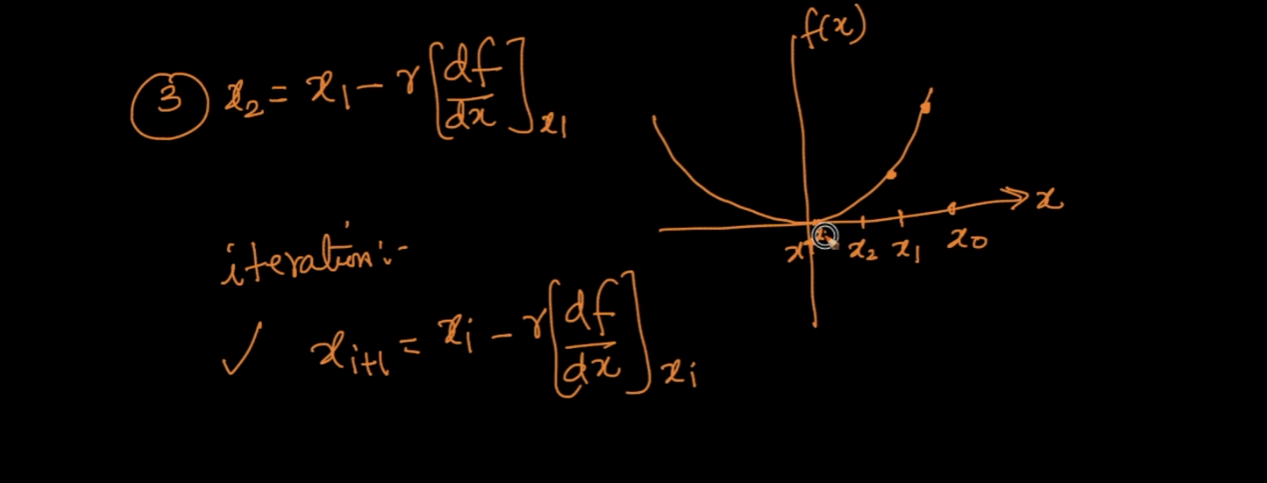 ③ x₂ = x₁ - r [df/dx]x₁
iteration:-
✓ xᵢ₊₁ = xᵢ - r [df/dx]xᵢ
f(x)
x
x* x₂ x₁ x₀